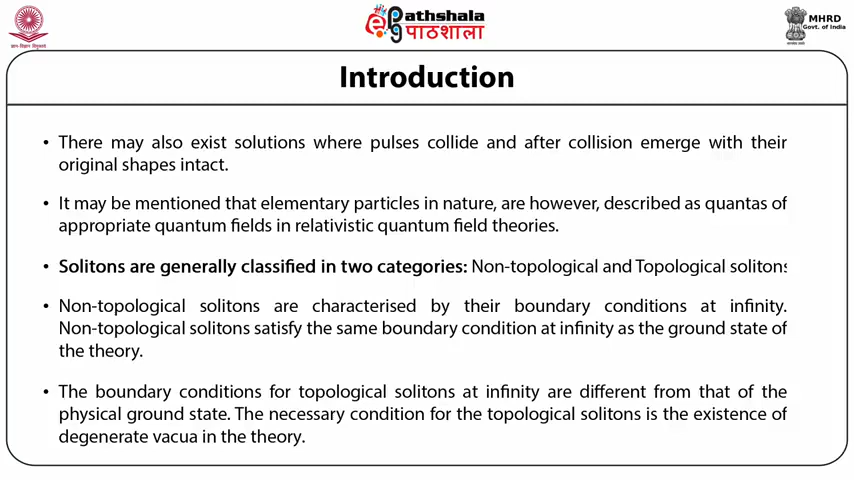 ePathshala
पाठशाला
MHRD
Govt. of India
Introduction
• There may also exist solutions where pulses collide and after collision emerge with their
original shapes intact.
• It may be mentioned that elementary particles in nature, are however, described as quantas of
appropriate quantum fields in relativistic quantum field theories.
• Solitons are generally classified in two categories: Non-topological and Topological solitons
• Non-topological solitons are characterised by their boundary conditions at infinity.
Non-topological solitons satisfy the same boundary condition at infinity as the ground state of
the theory.
• The boundary conditions for topological solitons at infinity are different from that of the
physical ground state. The necessary condition for the topological solitons is the existence of
degenerate vacua in the theory.